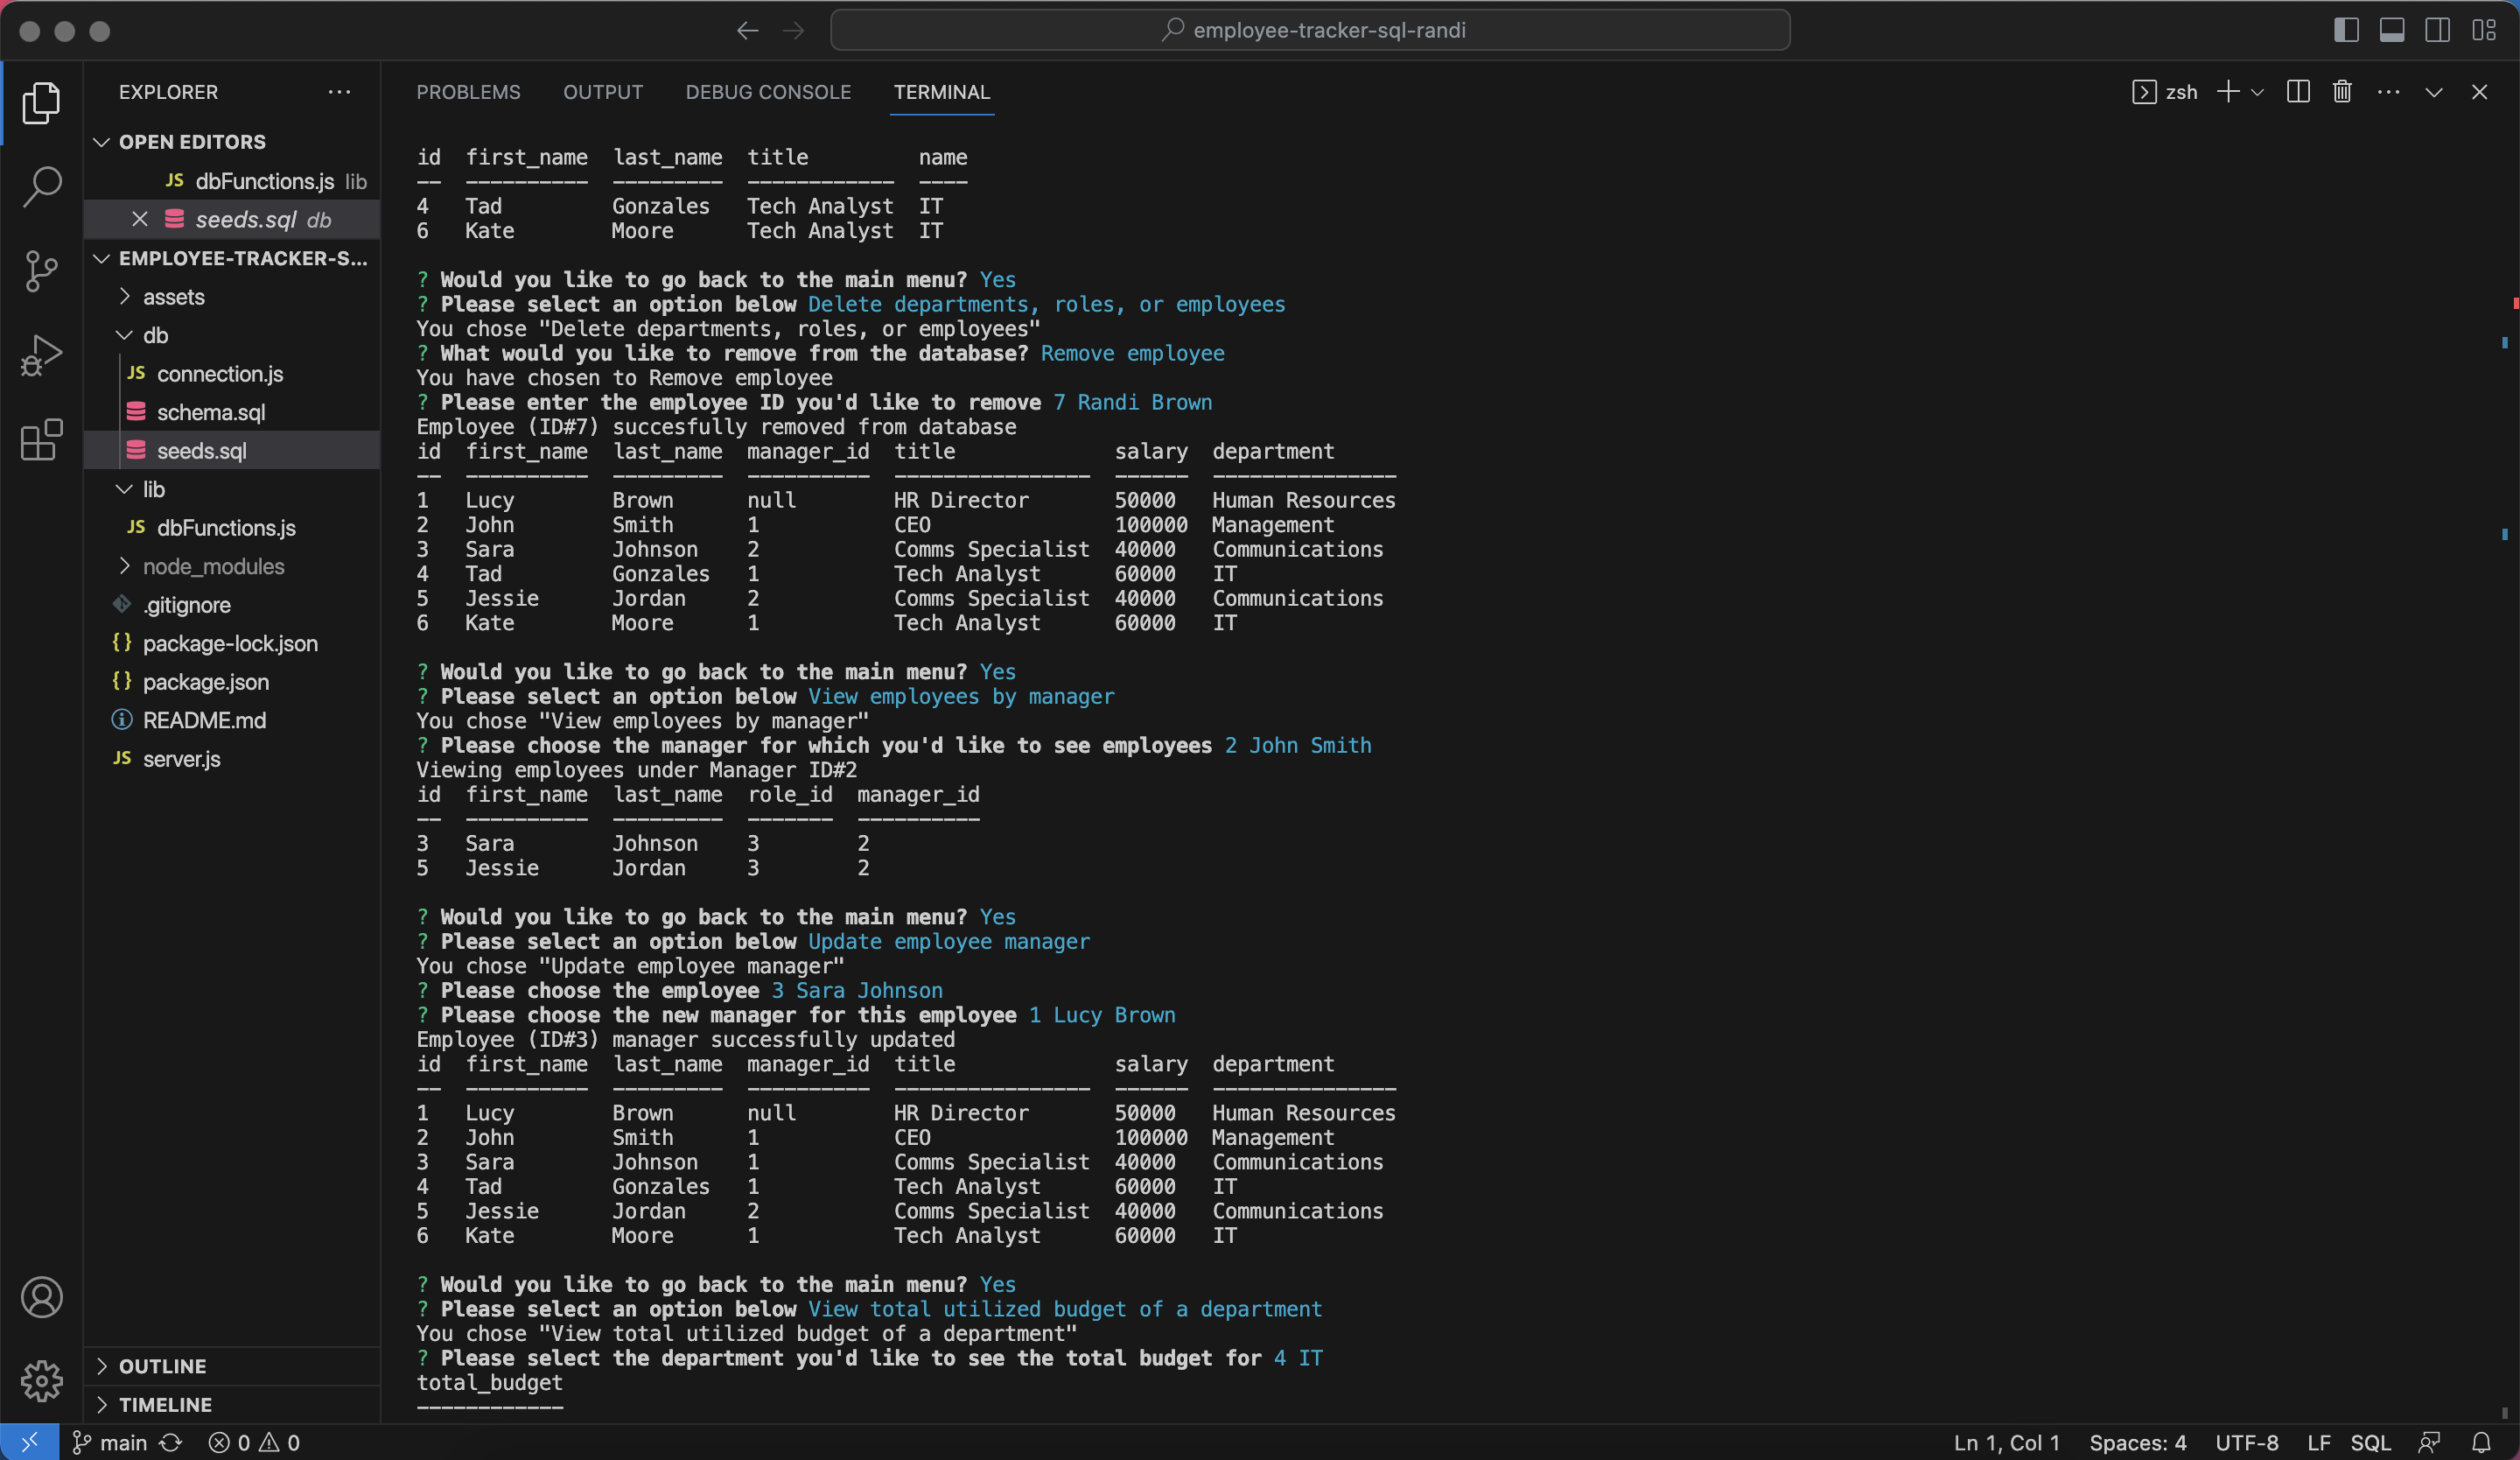 employee-tracker-sql-randi
EXPLORER
OPEN EDITORS
JS dbFunctions.js lib
seeds.sql db
EMPLOYEE-TRACKER-S...
assets
db
JS connection.js
schema.sql
seeds.sql
lib
JS dbFunctions.js
node_modules
.gitignore
{} package-lock.json
{} package.json
README.md
JS server.js
OUTLINE
TIMELINE
PROBLEMS OUTPUT DEBUG CONSOLE TERMINAL
zsh
id first_name last_name title name
-- ---------- --------- ------------ ----
4 Tad Gonzales Tech Analyst IT
6 Kate Moore Tech Analyst IT
? Would you like to go back to the main menu? Yes
? Please select an option below Delete departments, roles, or employees
You chose "Delete departments, roles, or employees"
? What would you like to remove from the database? Remove employee
You have chosen to Remove employee
? Please enter the employee ID you'd like to remove 7 Randi Brown
Employee (ID#7) succesfully removed from database
id first_name last_name manager_id title salary department
-- ---------- --------- ---------- ---------------- ------ ---------------
1 Lucy Brown null HR Director 50000 Human Resources
2 John Smith 1 CEO 100000 Management
3 Sara Johnson 2 Comms Specialist 40000 Communications
4 Tad Gonzales 1 Tech Analyst 60000 IT
5 Jessie Jordan 2 Comms Specialist 40000 Communications
6 Kate Moore 1 Tech Analyst 60000 IT
? Would you like to go back to the main menu? Yes
? Please select an option below View employees by manager
You chose "View employees by manager"
? Please choose the manager for which you'd like to see employees 2 John Smith
Viewing employees under Manager ID#2
id first_name last_name role_id manager_id
-- ---------- --------- ------- ----------
3 Sara Johnson 3 2
5 Jessie Jordan 3 2
? Would you like to go back to the main menu? Yes
? Please select an option below Update employee manager
You chose "Update employee manager"
? Please choose the employee 3 Sara Johnson
? Please choose the new manager for this employee 1 Lucy Brown
Employee (ID#3) manager successfully updated
id first_name last_name manager_id title salary department
-- ---------- --------- ---------- ---------------- ------ ---------------
1 Lucy Brown null HR Director 50000 Human Resources
2 John Smith 1 CEO 100000 Management
3 Sara Johnson 1 Comms Specialist 40000 Communications
4 Tad Gonzales 1 Tech Analyst 60000 IT
5 Jessie Jordan 2 Comms Specialist 40000 Communications
6 Kate Moore 1 Tech Analyst 60000 IT
? Would you like to go back to the main menu? Yes
? Please select an option below View total utilized budget of a department
You chose "View total utilized budget of a department"
? Please select the department you'd like to see the total budget for 4 IT
total_budget
------------
main 0 0 Ln 1, Col 1 Spaces: 4 UTF-8 LF SQL